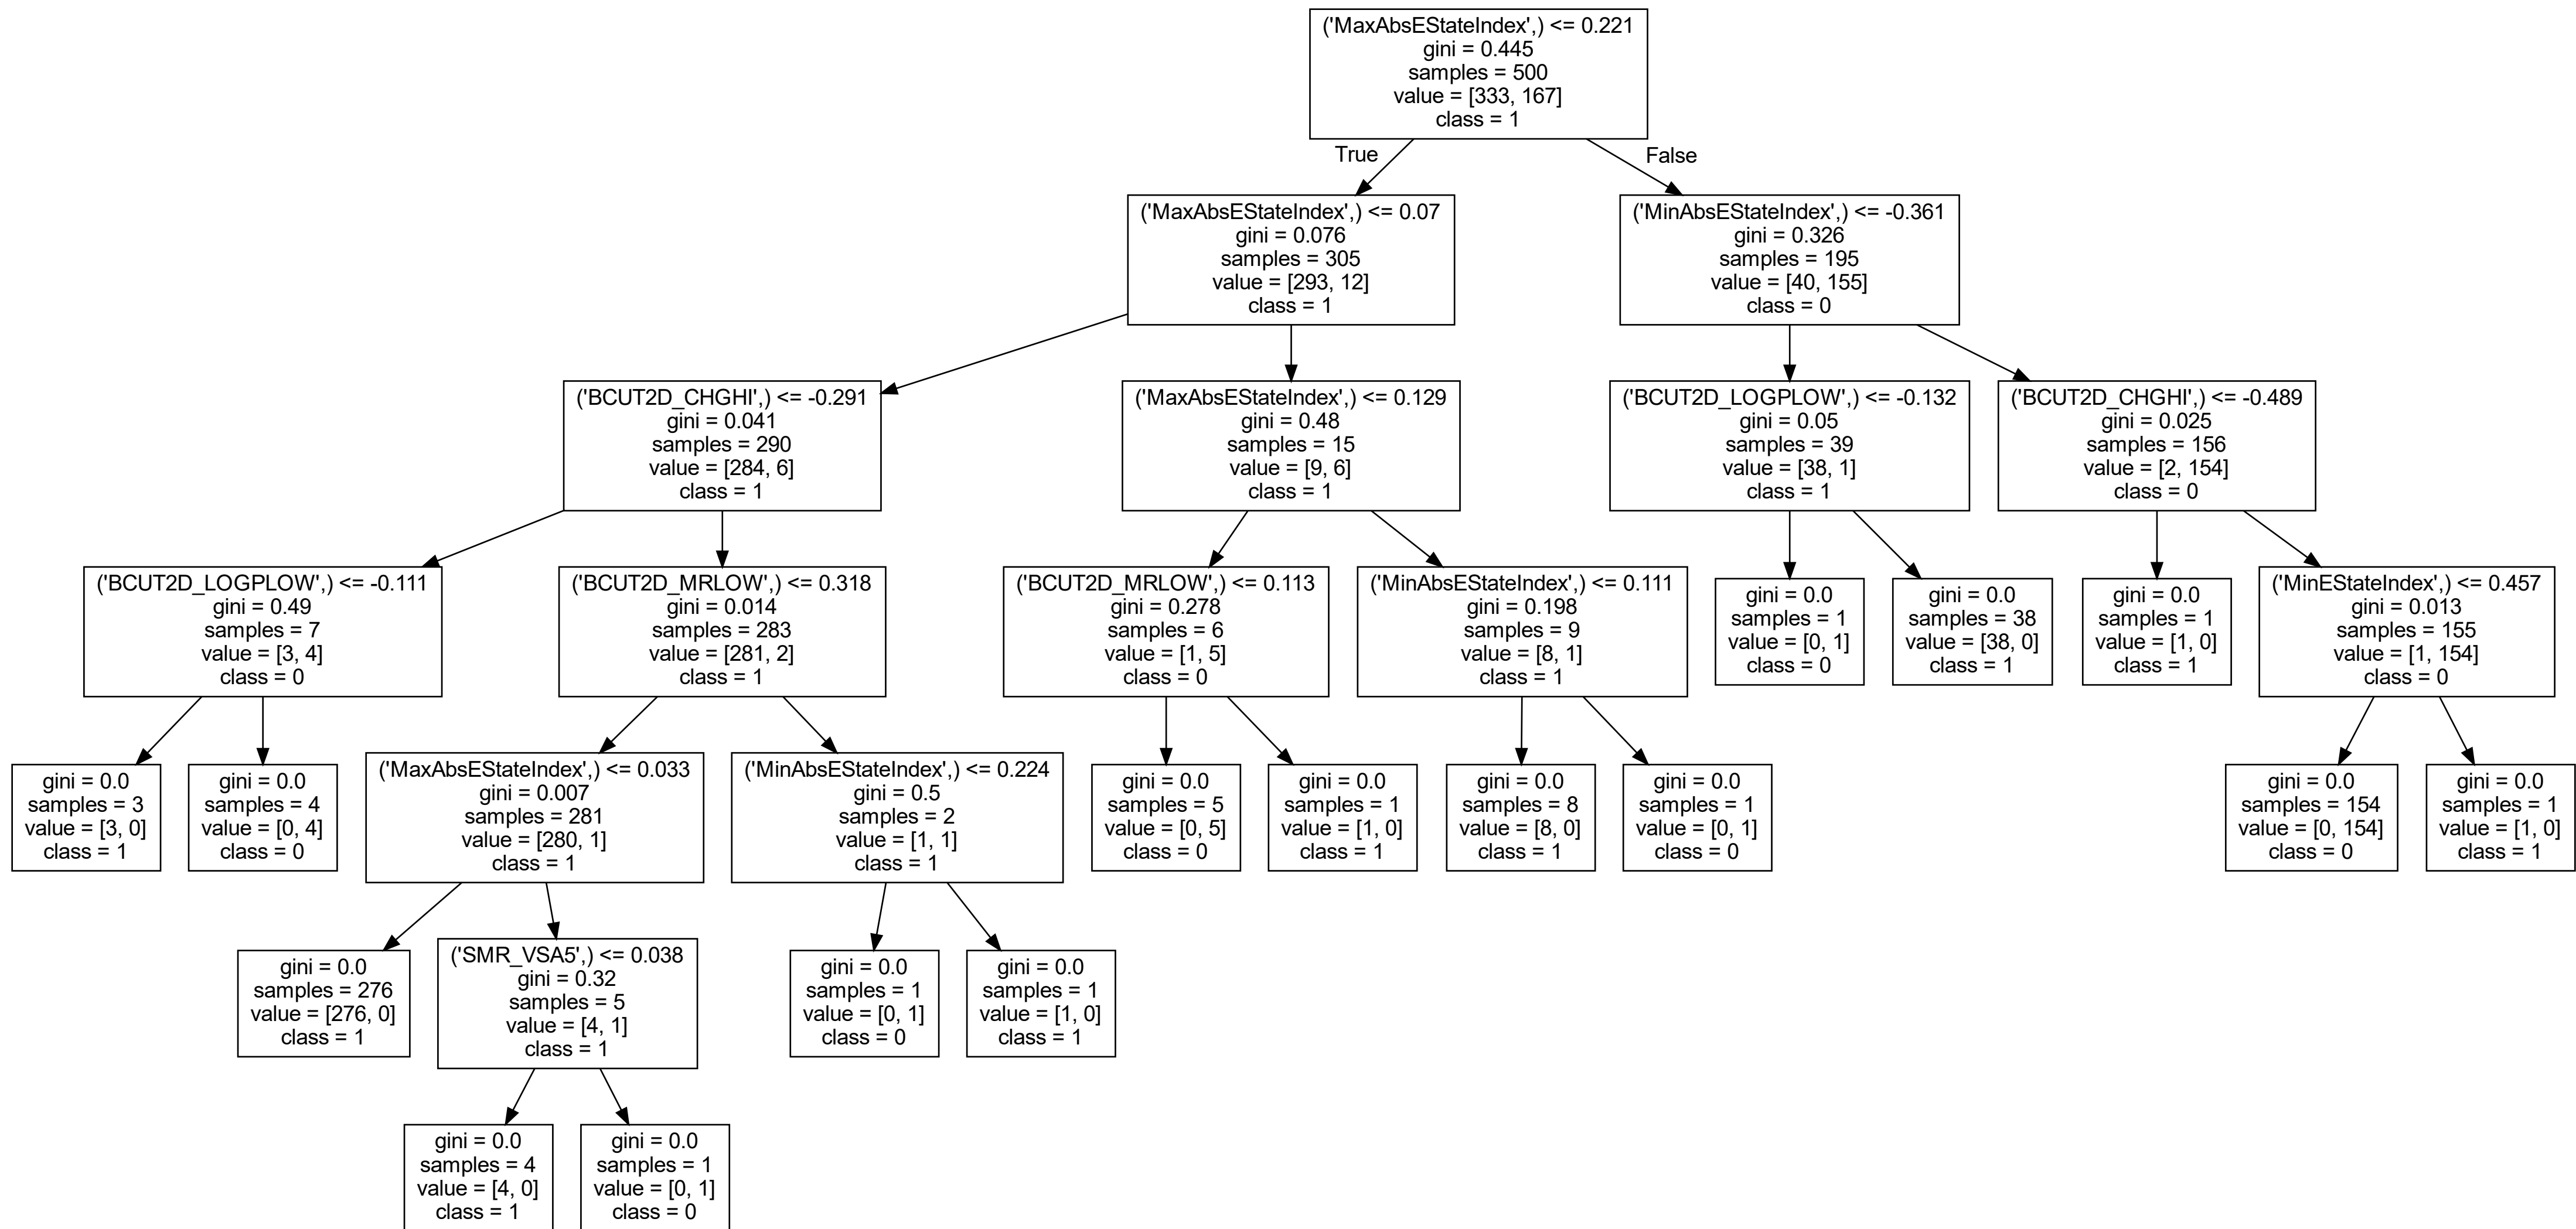 ('MaxAbsEStateIndex',) <= 0.221
gini = 0.445
samples = 500
value = [333, 167]
class = 1
True
False
('MaxAbsEStateIndex',) <= 0.07
gini = 0.076
samples = 305
value = [293, 12]
class = 1
('MinAbsEStateIndex',) <= -0.361
gini = 0.326
samples = 195
value = [40, 155]
class = 0
('BCUT2D_CHGHI',) <= -0.291
gini = 0.041
samples = 290
value = [284, 6]
class = 1
('MaxAbsEStateIndex',) <= 0.129
gini = 0.48
samples = 15
value = [9, 6]
class = 1
('BCUT2D_LOGPLOW',) <= -0.132
gini = 0.05
samples = 39
value = [38, 1]
class = 1
('BCUT2D_CHGHI',) <= -0.489
gini = 0.025
samples = 156
value = [2, 154]
class = 0
('BCUT2D_LOGPLOW',) <= -0.111
gini = 0.49
samples = 7
value = [3, 4]
class = 0
('BCUT2D_MRLOW',) <= 0.318
gini = 0.014
samples = 283
value = [281, 2]
class = 1
('BCUT2D_MRLOW',) <= 0.113
gini = 0.278
samples = 6
value = [1, 5]
class = 0
('MinAbsEStateIndex',) <= 0.111
gini = 0.198
samples = 9
value = [8, 1]
class = 1
gini = 0.0
samples = 1
value = [0, 1]
class = 0
gini = 0.0
samples = 38
value = [38, 0]
class = 1
gini = 0.0
samples = 1
value = [1, 0]
class = 1
('MinEStateIndex',) <= 0.457
gini = 0.013
samples = 155
value = [1, 154]
class = 0
gini = 0.0
samples = 3
value = [3, 0]
class = 1
gini = 0.0
samples = 4
value = [0, 4]
class = 0
('MaxAbsEStateIndex',) <= 0.033
gini = 0.007
samples = 281
value = [280, 1]
class = 1
('MinAbsEStateIndex',) <= 0.224
gini = 0.5
samples = 2
value = [1, 1]
class = 1
gini = 0.0
samples = 5
value = [0, 5]
class = 0
gini = 0.0
samples = 1
value = [1, 0]
class = 1
gini = 0.0
samples = 8
value = [8, 0]
class = 1
gini = 0.0
samples = 1
value = [0, 1]
class = 0
gini = 0.0
samples = 154
value = [0, 154]
class = 0
gini = 0.0
samples = 1
value = [1, 0]
class = 1
gini = 0.0
samples = 276
value = [276, 0]
class = 1
('SMR_VSA5',) <= 0.038
gini = 0.32
samples = 5
value = [4, 1]
class = 1
gini = 0.0
samples = 1
value = [0, 1]
class = 0
gini = 0.0
samples = 1
value = [1, 0]
class = 1
gini = 0.0
samples = 4
value = [4, 0]
class = 1
gini = 0.0
samples = 1
value = [0, 1]
class = 0